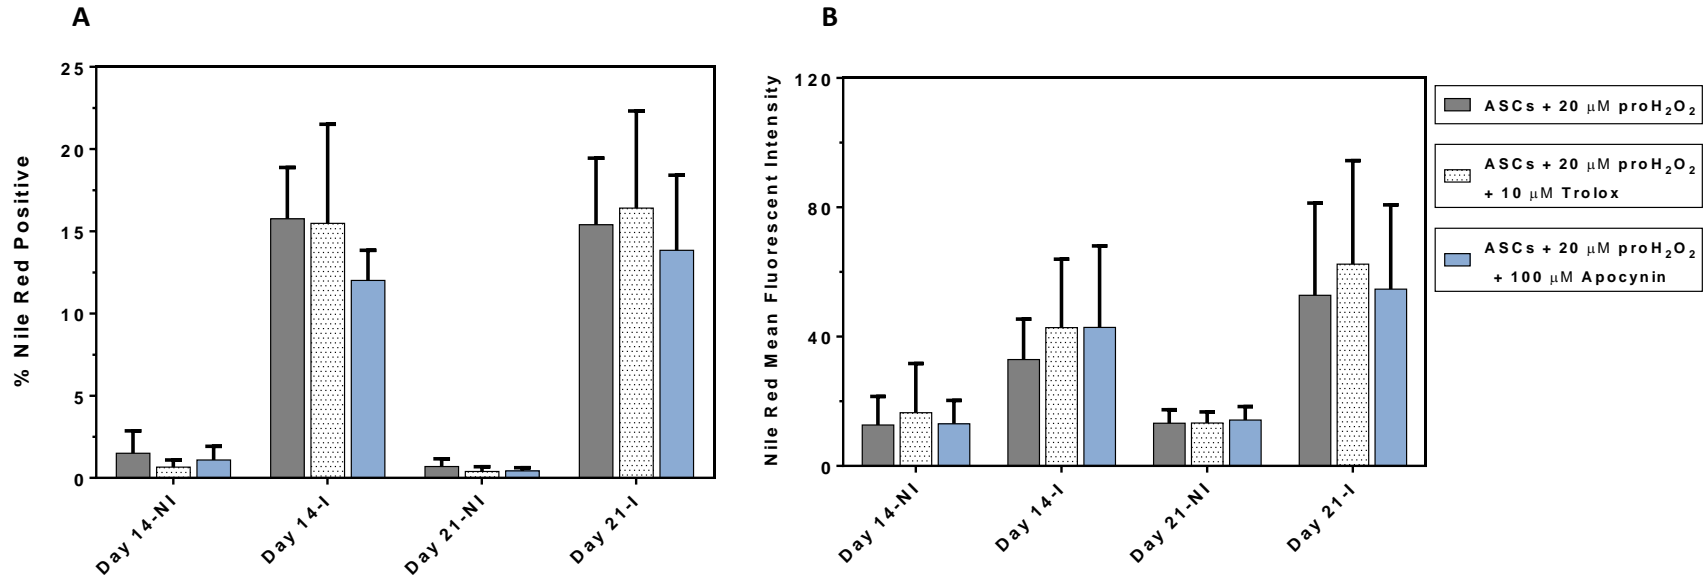 A
B
% Nile Red Positive
25
20
15
10
5
0
Day 14-NI
Day 14-I
Day 21-NI
Day 21-I
Nile Red Mean Fluorescent Intensity
120
80
40
0
Day 14-NI
Day 14-I
Day 21-NI
Day 21-I
ASCs + 20 μM proH₂O₂
ASCs + 20 μM proH₂O₂
+ 10 μM Trolox
ASCs + 20 μM proH₂O₂
+ 100 μM Apocynin